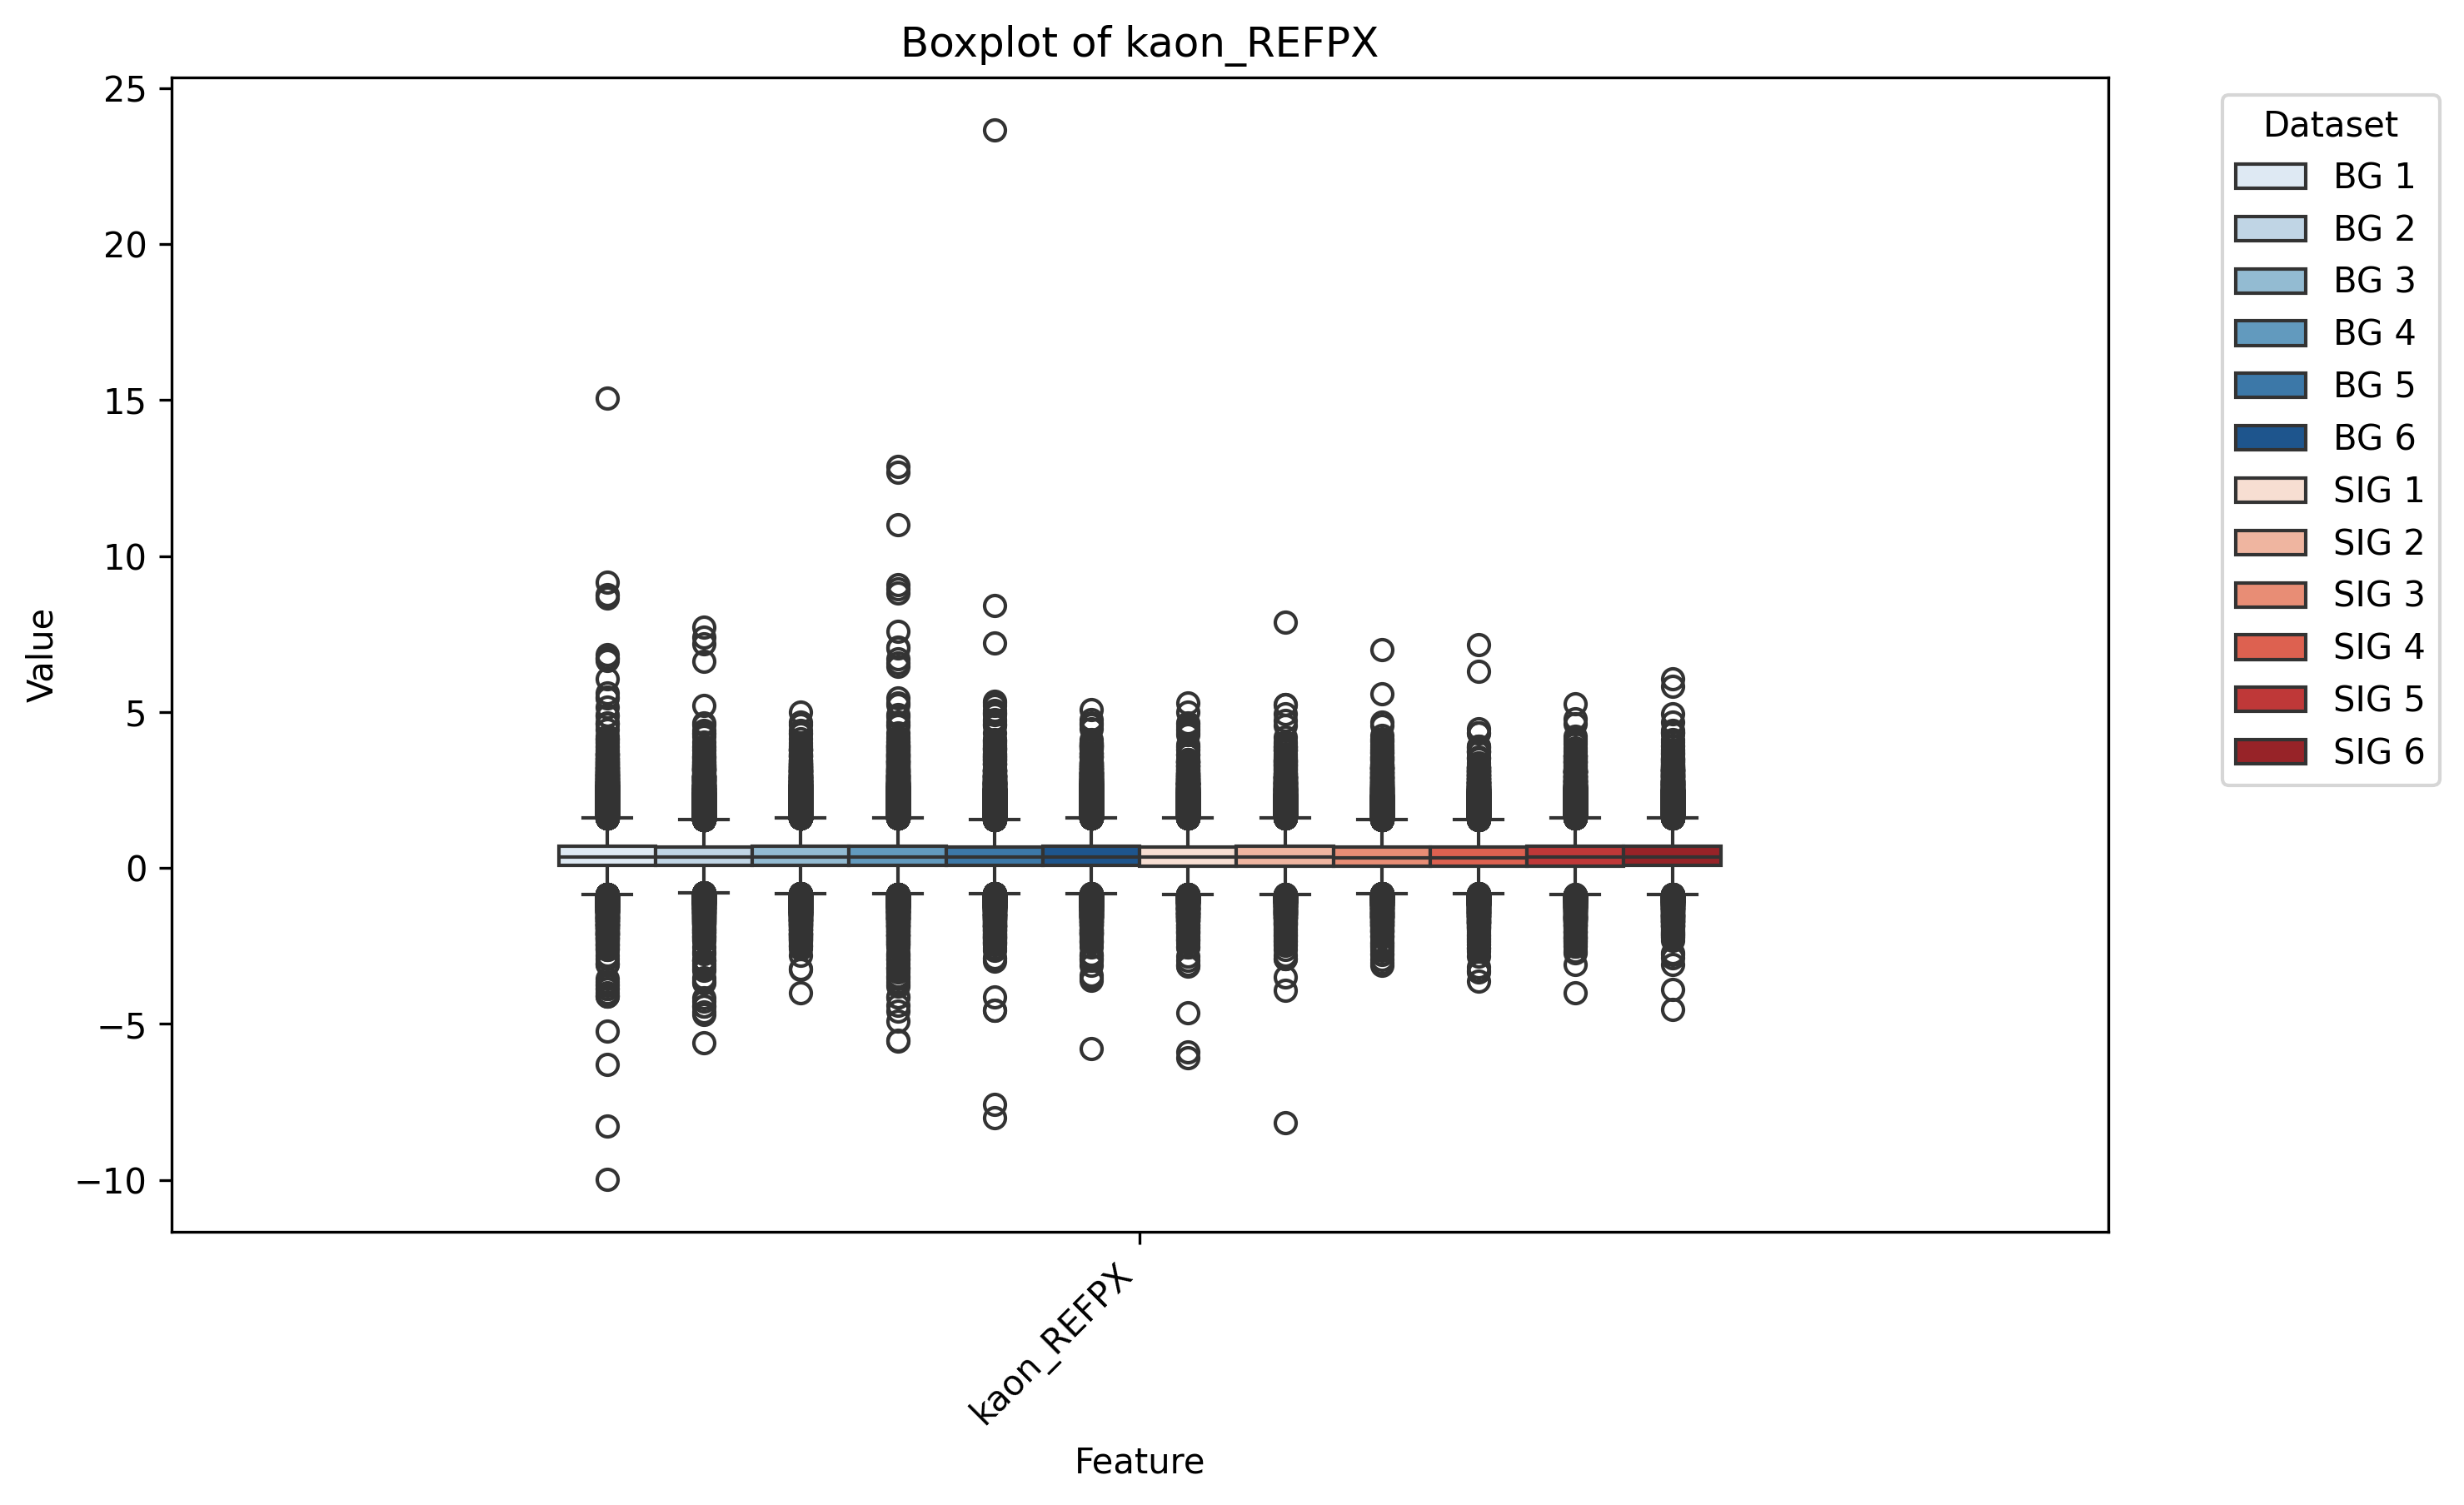 Boxplot of kaon_REFPX
25
20
15
10
5
0
−5
−10
Value
kaon_REFPX
Feature
Dataset
BG 1
BG 2
BG 3
BG 4
BG 5
BG 6
SIG 1
SIG 2
SIG 3
SIG 4
SIG 5
SIG 6